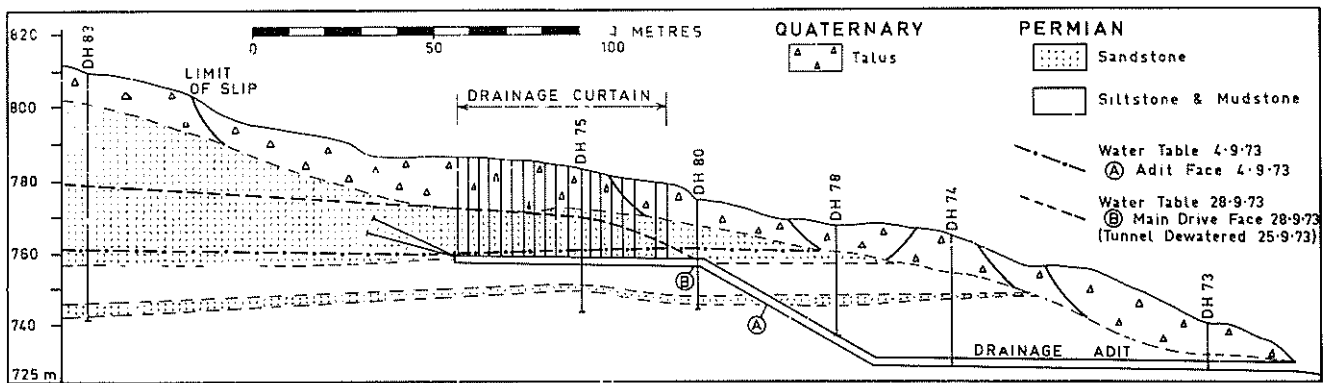 820
800
780
760
740
725 m
DH 83
LIMIT
OF SLIP
0
50
100
METRES
DRAINAGE CURTAIN
DH 75
DH 80
DH 78
DH 74
DH 73
B
A
DRAINAGE ADIT
QUATERNARY
Talus
PERMIAN
Sandstone
Siltstone & Mudstone
Water Table 4·9·73
A Adit Face 4·9·73
Water Table 28·9·73
B Main Drive Face 28·9·73
(Tunnel Dewatered 25·9·73)